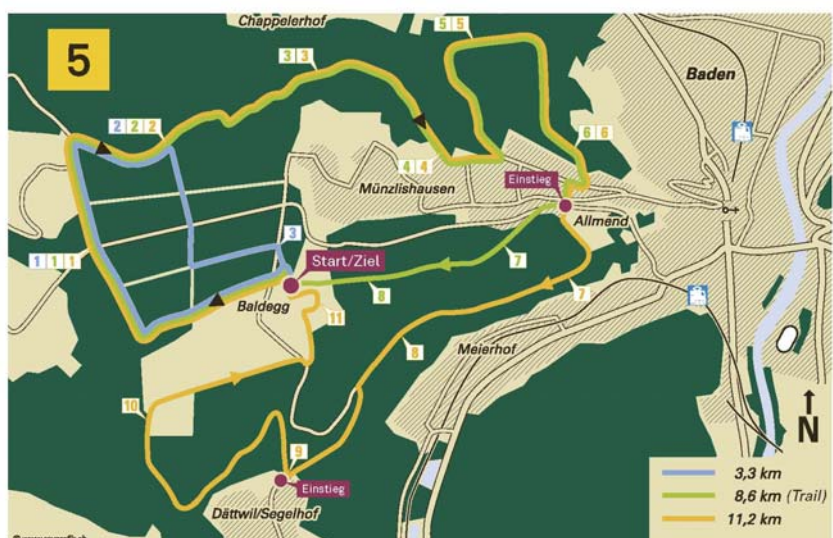 Chappelerhof
5 5
5
3 3
Baden
2 2 2
6 6
4 4
Münzlishausen
Einstieg
Allmend
3
1 1 1
Start/Ziel
7
8
7
Baldegg
11
Meierhof
8
10
N
9
3,3 km
Einstieg
8,6 km (Trail)
Dättwil/Segelhof
11,2 km